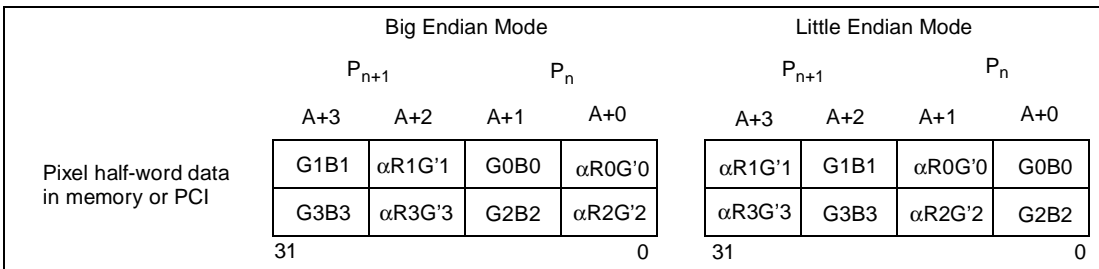 Big Endian Mode Little Endian Mode
Pn+1 Pn Pn+1 Pn
A+3 A+2 A+1 A+0 A+3 A+2 A+1 A+0
Pixel half-word data
in memory or PCI
G1B1 αR1G'1 G0B0 αR0G'0 αR1G'1 G1B1 αR0G'0 G0B0
G3B3 αR3G'3 G2B2 αR2G'2 αR3G'3 G3B3 αR2G'2 G2B2
31 0 31 0